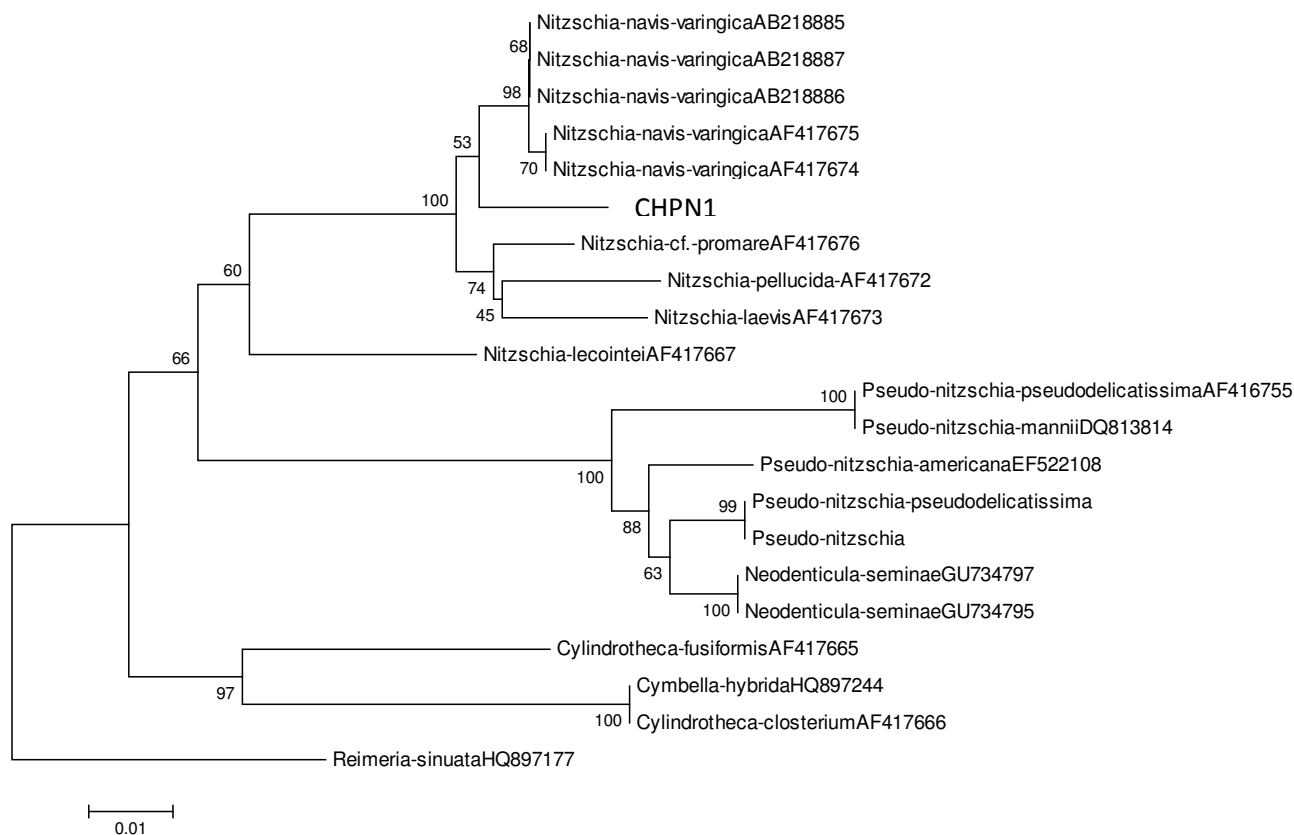 Nitzschia-navis-varingicaAB218885
68
Nitzschia-navis-varingicaAB218887
98
Nitzschia-navis-varingicaAB218886
53
Nitzschia-navis-varingicaAF417675
70
Nitzschia-navis-varingicaAF417674
100
CHPN1
Nitzschia-cf.-promareAF417676
60
74
Nitzschia-pellucida-AF417672
45
Nitzschia-laevisAF417673
66
Nitzschia-lecointeiAF417667
100
Pseudo-nitzschia-pseudodelicatissimaAF416755
Pseudo-nitzschia-manniiDQ813814
100
Pseudo-nitzschia-americanaEF522108
99
Pseudo-nitzschia-pseudodelicatissima
88
Pseudo-nitzschia
63
Neodenticula-seminaeGU734797
100
Neodenticula-seminaeGU734795
Cylindrotheca-fusiformisAF417665
97
Cymbella-hybridaHQ897244
100
Cylindrotheca-closteriumAF417666
Reimeria-sinuataHQ897177
0.01